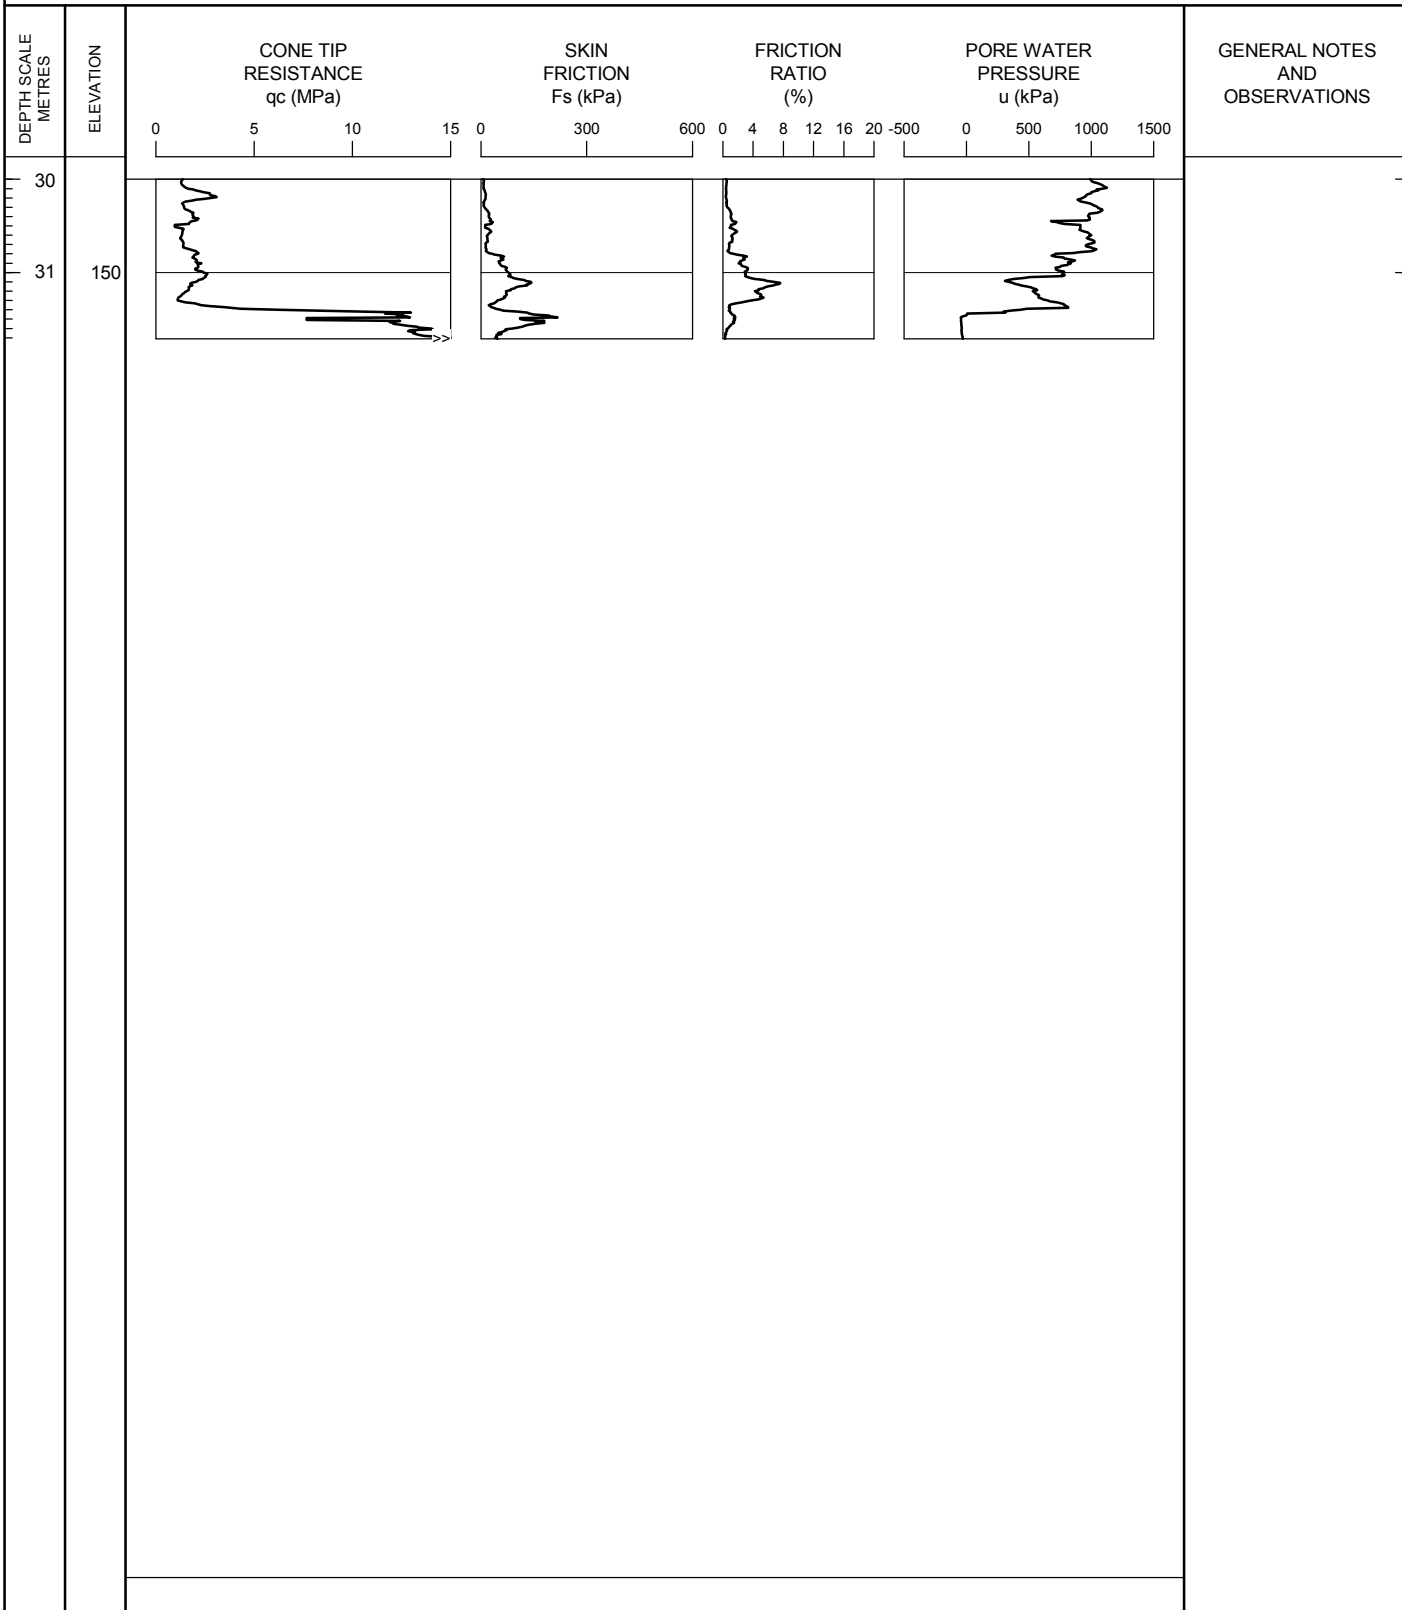 DEPTH SCALE
METRES
ELEVATION
CONE TIP
RESISTANCE
qc (MPa)
SKIN
FRICTION
Fs (kPa)
FRICTION
RATIO
(%)
PORE WATER
PRESSURE
u (kPa)
GENERAL NOTES
AND
OBSERVATIONS
0 5 10 15 0 300 600 0 4 8 12 16 20 -500 0 500 1000 1500
30
31 150
>>